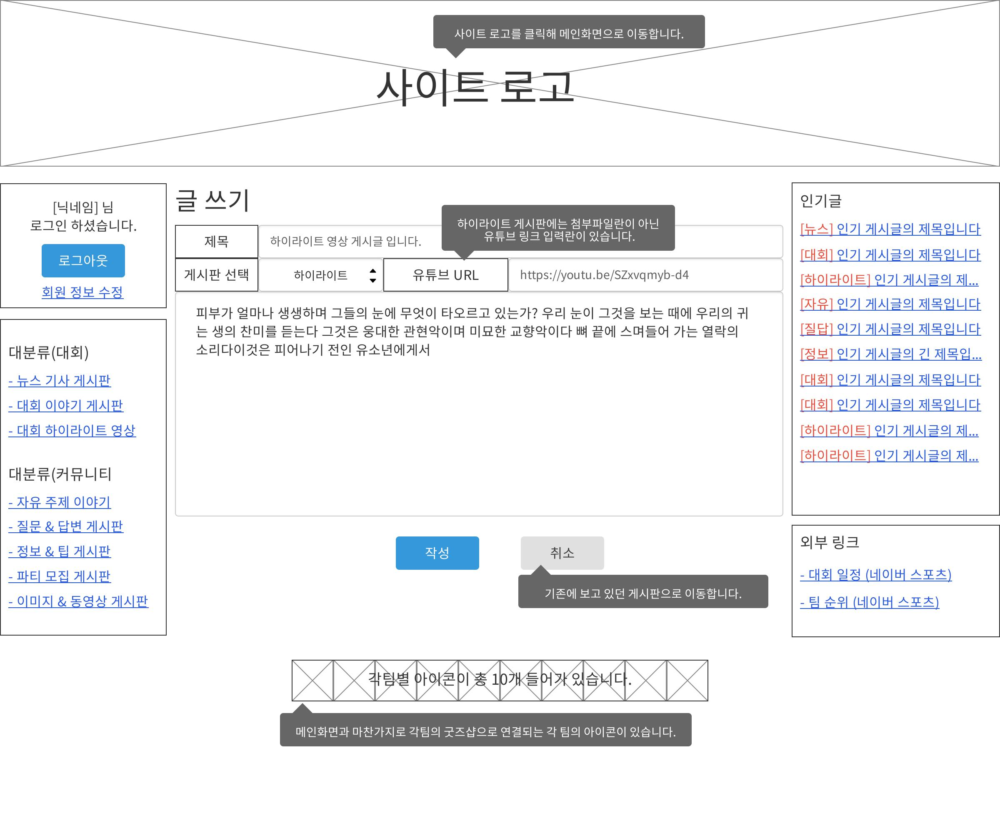 사이트 로고를 클릭해 메인화면으로 이동합니다.
사이트 로고
[닉네임] 님
로그인 하셨습니다.
로그아웃
회원 정보 수정
대분류(대회)
- 뉴스 기사 게시판
- 대회 이야기 게시판
- 대회 하이라이트 영상
대분류(커뮤니티
- 자유 주제 이야기
- 질문 & 답변 게시판
- 정보 & 팁 게시판
- 파티 모집 게시판
- 이미지 & 동영상 게시판
글 쓰기
하이라이트 게시판에는 첨부파일란이 아닌
유튜브 링크 입력란이 있습니다.
제목
하이라이트 영상 게시글 입니다.
게시판 선택
하이라이트
유튜브 URL
https://youtu.be/SZxvqmyb-d4
피부가 얼마나 생생하며 그들의 눈에 무엇이 타오르고 있는가? 우리 눈이 그것을 보는 때에 우리의 귀
는 생의 찬미를 듣는다 그것은 웅대한 관현악이며 미묘한 교향악이다 뼈 끝에 스며들어 가는 열락의
소리다이것은 피어나기 전인 유소년에게서
작성
취소
기존에 보고 있던 게시판으로 이동합니다.
인기글
[뉴스] 인기 게시글의 제목입니다
[대회] 인기 게시글의 제목입니다
[하이라이트] 인기 게시글의 제...
[자유] 인기 게시글의 제목입니다
[질답] 인기 게시글의 제목입니다
[정보] 인기 게시글의 긴 제목입...
[대회] 인기 게시글의 제목입니다
[대회] 인기 게시글의 제목입니다
[하이라이트] 인기 게시글의 제...
[하이라이트] 인기 게시글의 제...
외부 링크
- 대회 일정 (네이버 스포츠)
- 팀 순위 (네이버 스포츠)
각팀별 아이콘이 총 10개 들어가 있습니다.
메인화면과 마찬가지로 각팀의 굿즈샵으로 연결되는 각 팀의 아이콘이 있습니다.